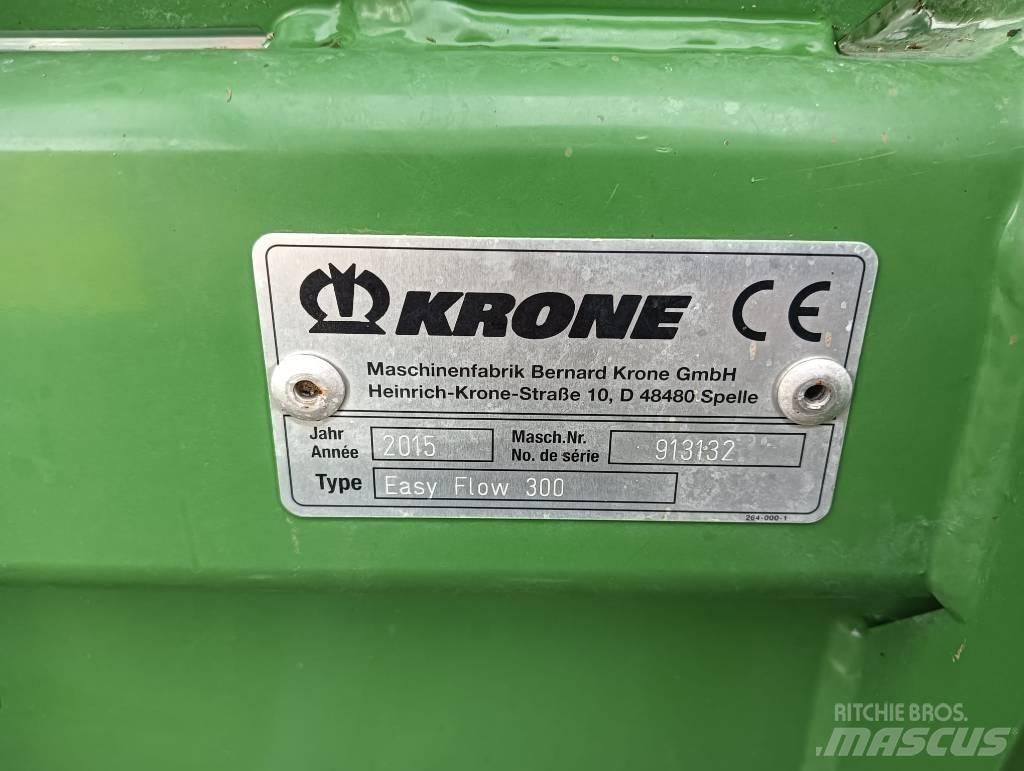 KRONE CE
Maschinenfabrik Bernard Krone GmbH
Heinrich-Krone-Straße 10, D 48480 Spelle
Jahr
Année 2015
Masch.Nr.
No. de série 913132
Type Easy Flow 300
264-000-1
RITCHIE BROS.
MASCUS